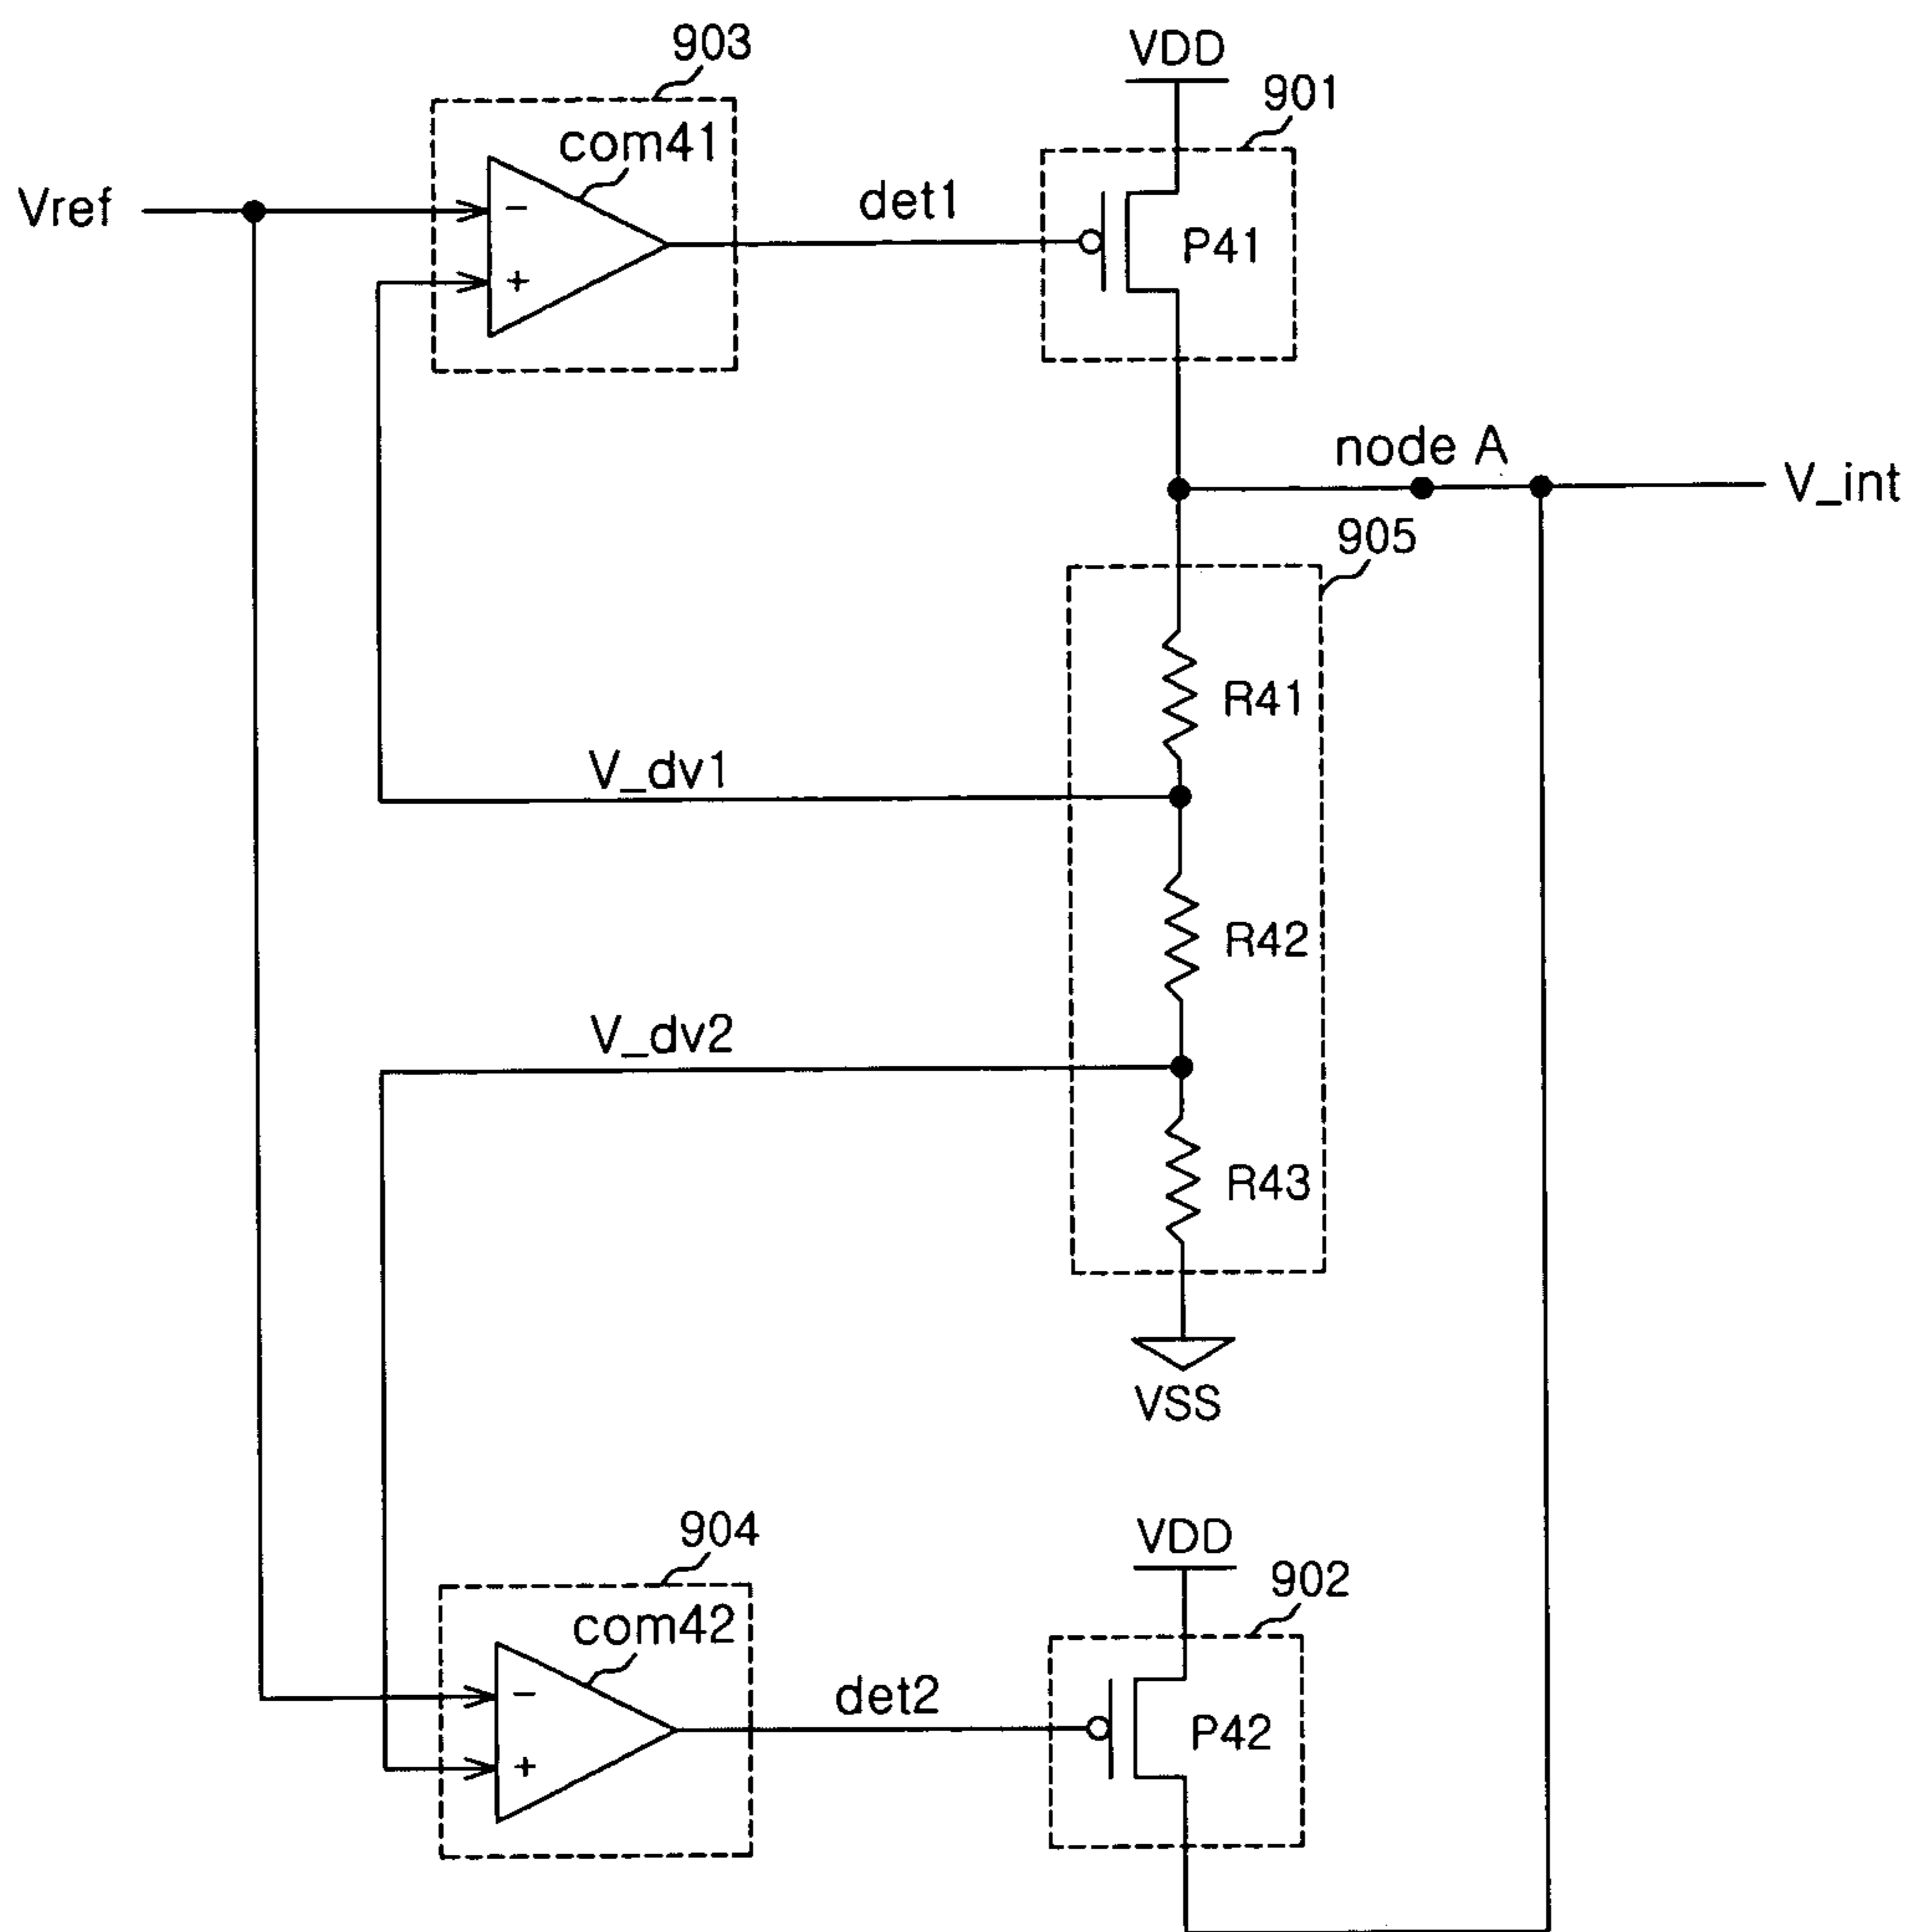 903
VDD
901
com41
Vref
det1
-
+
P41
node A
V_int
905
R41
V_dv1
R42
V_dv2
R43
VSS
904
VDD
902
com42
det2
-
+
P42